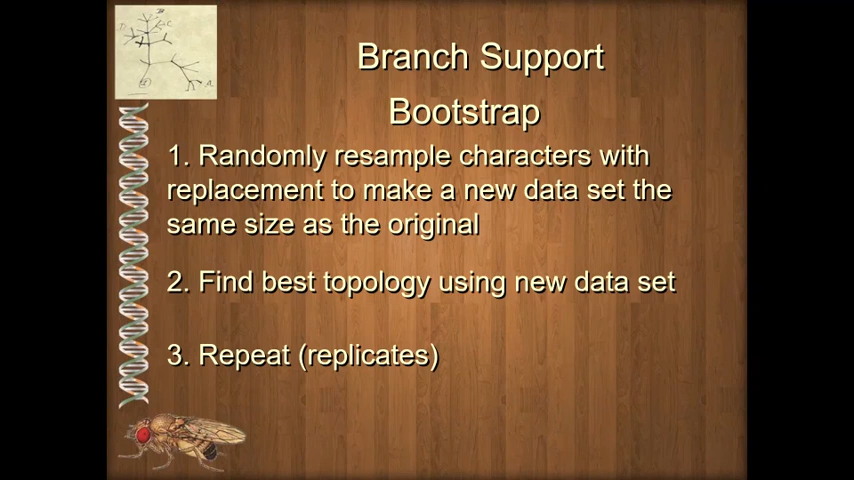 Branch Support
Bootstrap
1. Randomly resample characters with
replacement to make a new data set the
same size as the original
2. Find best topology using new data set
3. Repeat (replicates)